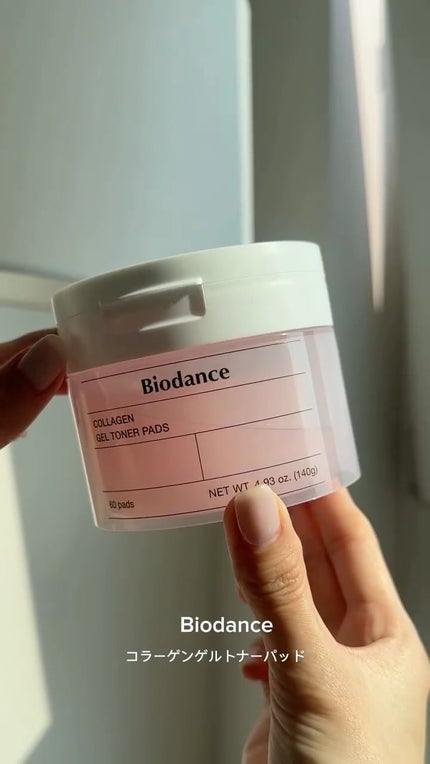 Biodance
COLLAGEN
GEL TONER PADS
60 pads
NET WT. 4.93 oz. (140g)
Biodance
コラーゲンゲルトナーパッド